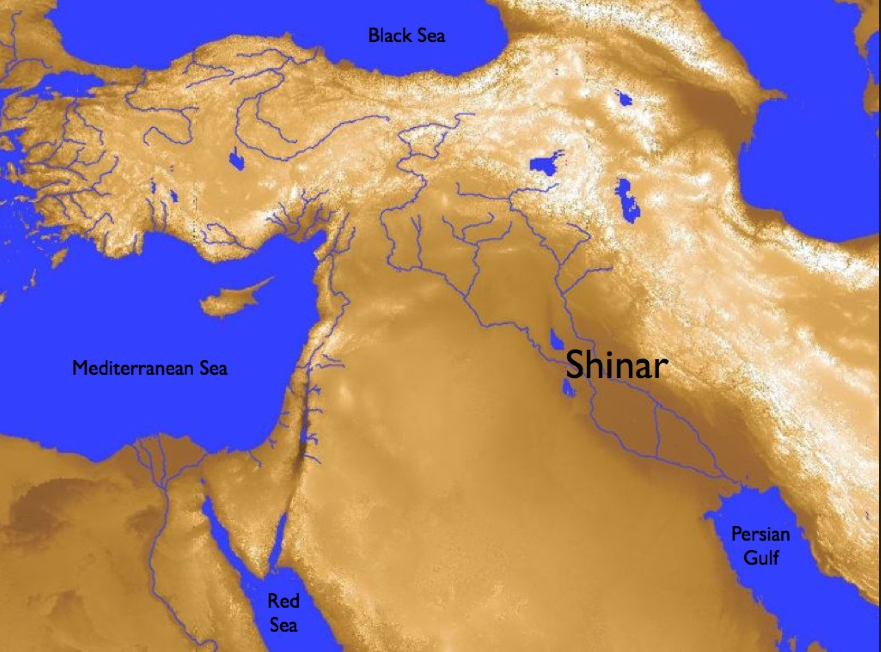 Black Sea
Mediterranean Sea
Shinar
Persian
Gulf
Red
Sea